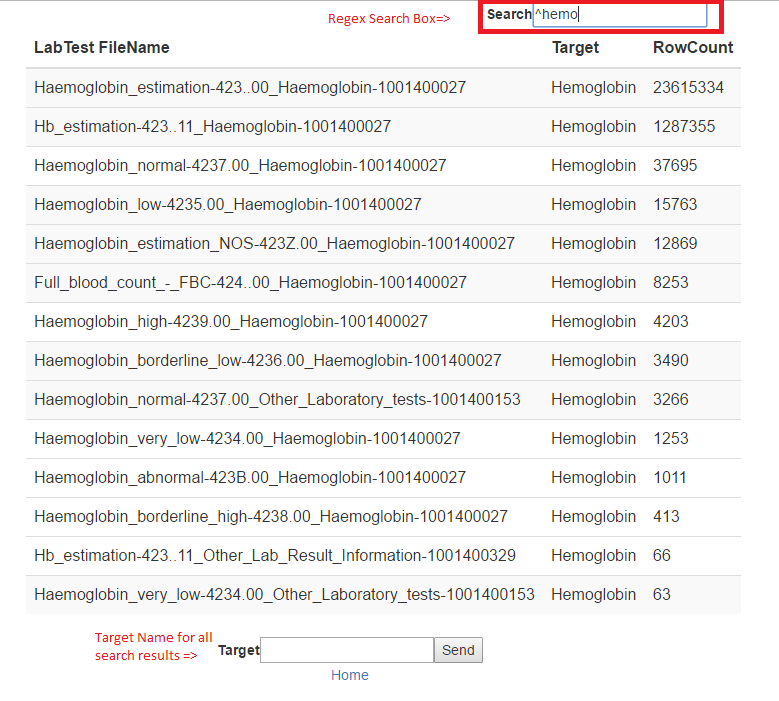 Regex Search Box=> Search ^hemo
LabTest FileName Target RowCount
Haemoglobin_estimation-423..00_Haemoglobin-1001400027 Hemoglobin 23615334
Hb_estimation-423..11_Haemoglobin-1001400027 Hemoglobin 1287355
Haemoglobin_normal-4237.00_Haemoglobin-1001400027 Hemoglobin 37695
Haemoglobin_low-4235.00_Haemoglobin-1001400027 Hemoglobin 15763
Haemoglobin_estimation_NOS-423Z.00_Haemoglobin-1001400027 Hemoglobin 12869
Full_blood_count_-_FBC-424..00_Haemoglobin-1001400027 Hemoglobin 8253
Haemoglobin_high-4239.00_Haemoglobin-1001400027 Hemoglobin 4203
Haemoglobin_borderline_low-4236.00_Haemoglobin-1001400027 Hemoglobin 3490
Haemoglobin_normal-4237.00_Other_Laboratory_tests-1001400153 Hemoglobin 3266
Haemoglobin_very_low-4234.00_Haemoglobin-1001400027 Hemoglobin 1253
Haemoglobin_abnormal-423B.00_Haemoglobin-1001400027 Hemoglobin 1011
Haemoglobin_borderline_high-4238.00_Haemoglobin-1001400027 Hemoglobin 413
Hb_estimation-423..11_Other_Lab_Result_Information-1001400329 Hemoglobin 66
Haemoglobin_very_low-4234.00_Other_Laboratory_tests-1001400153 Hemoglobin 63
Target Name for all
search results =>
Target Send
Home